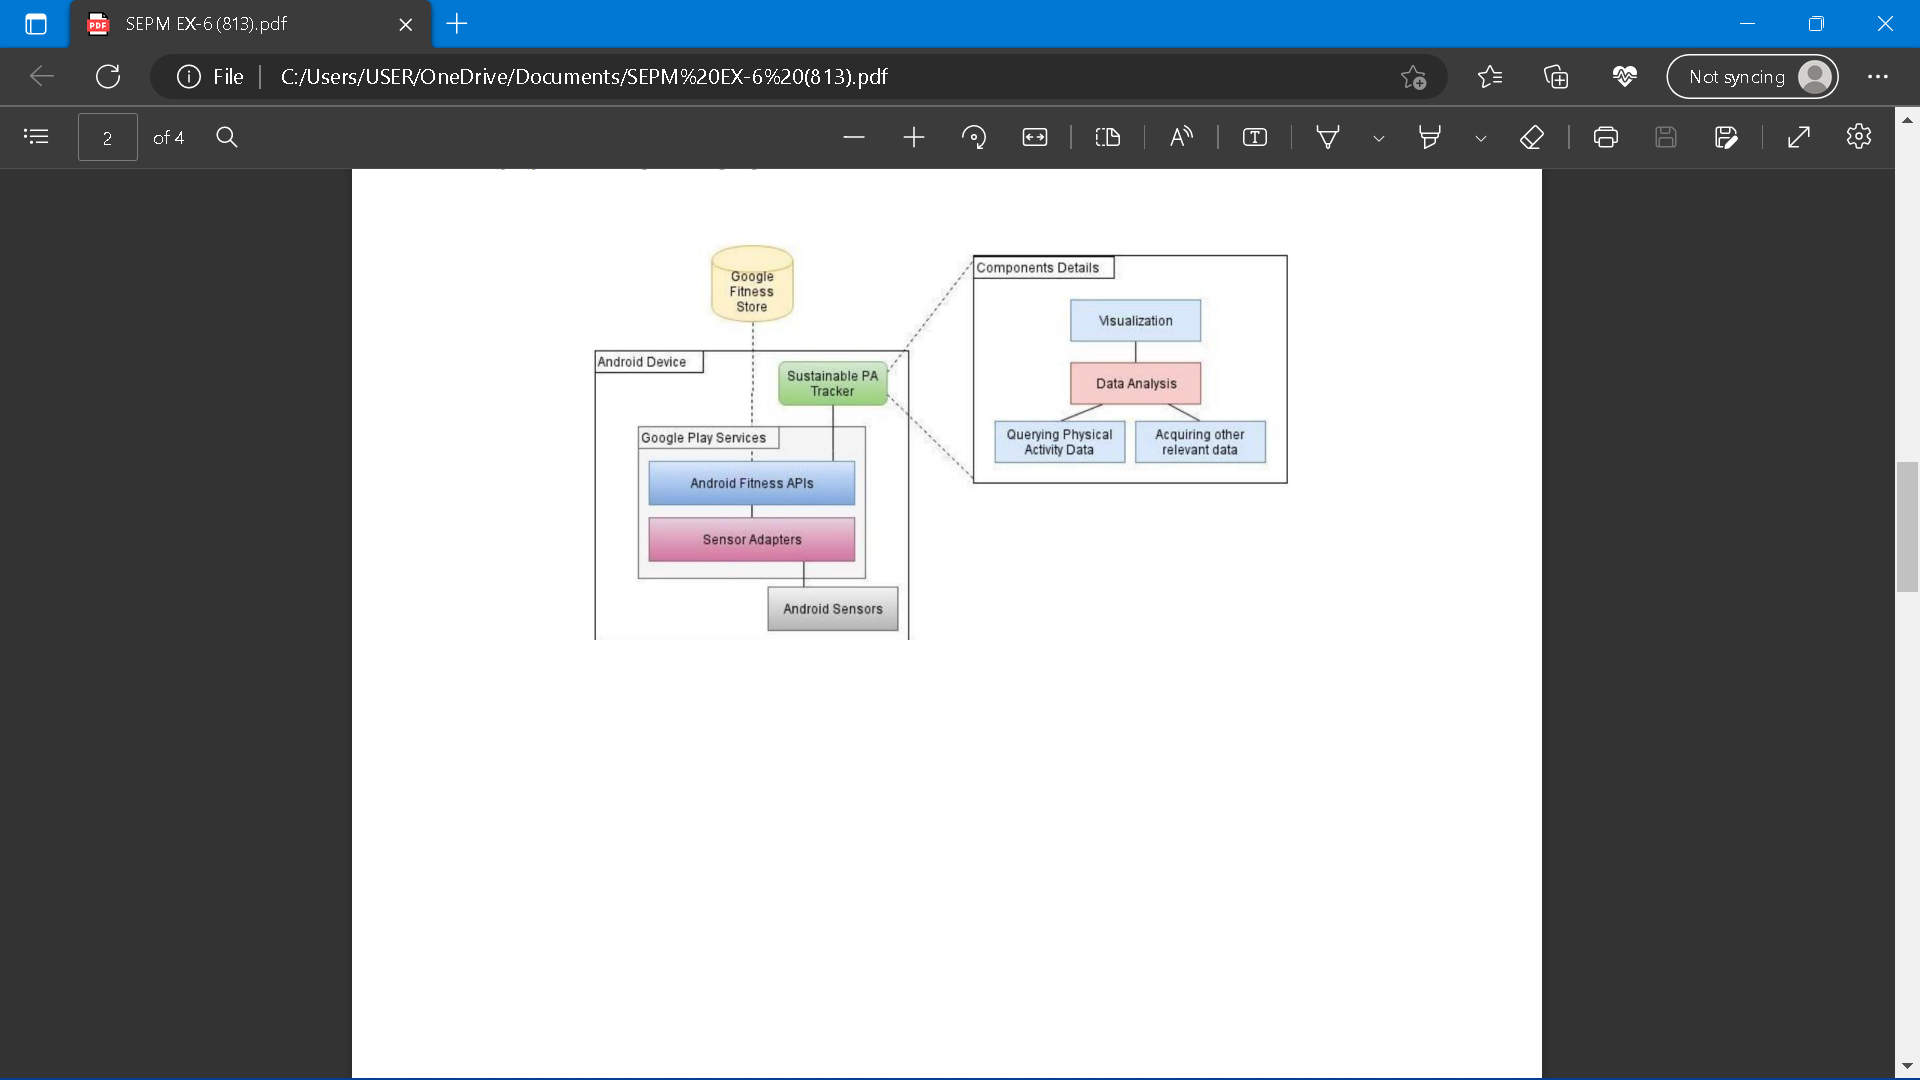 SEPM EX-6 (813).pdf
File
C:/Users/USER/OneDrive/Documents/SEPM%20EX-6%20(813).pdf
Not syncing
2 of 4
Google
Fitness
Store
Android Device
Sustainable PA
Tracker
Google Play Services
Android Fitness APIs
Sensor Adapters
Android Sensors
Components Details
Visualization
Data Analysis
Querying Physical
Activity Data
Acquiring other
relevant data